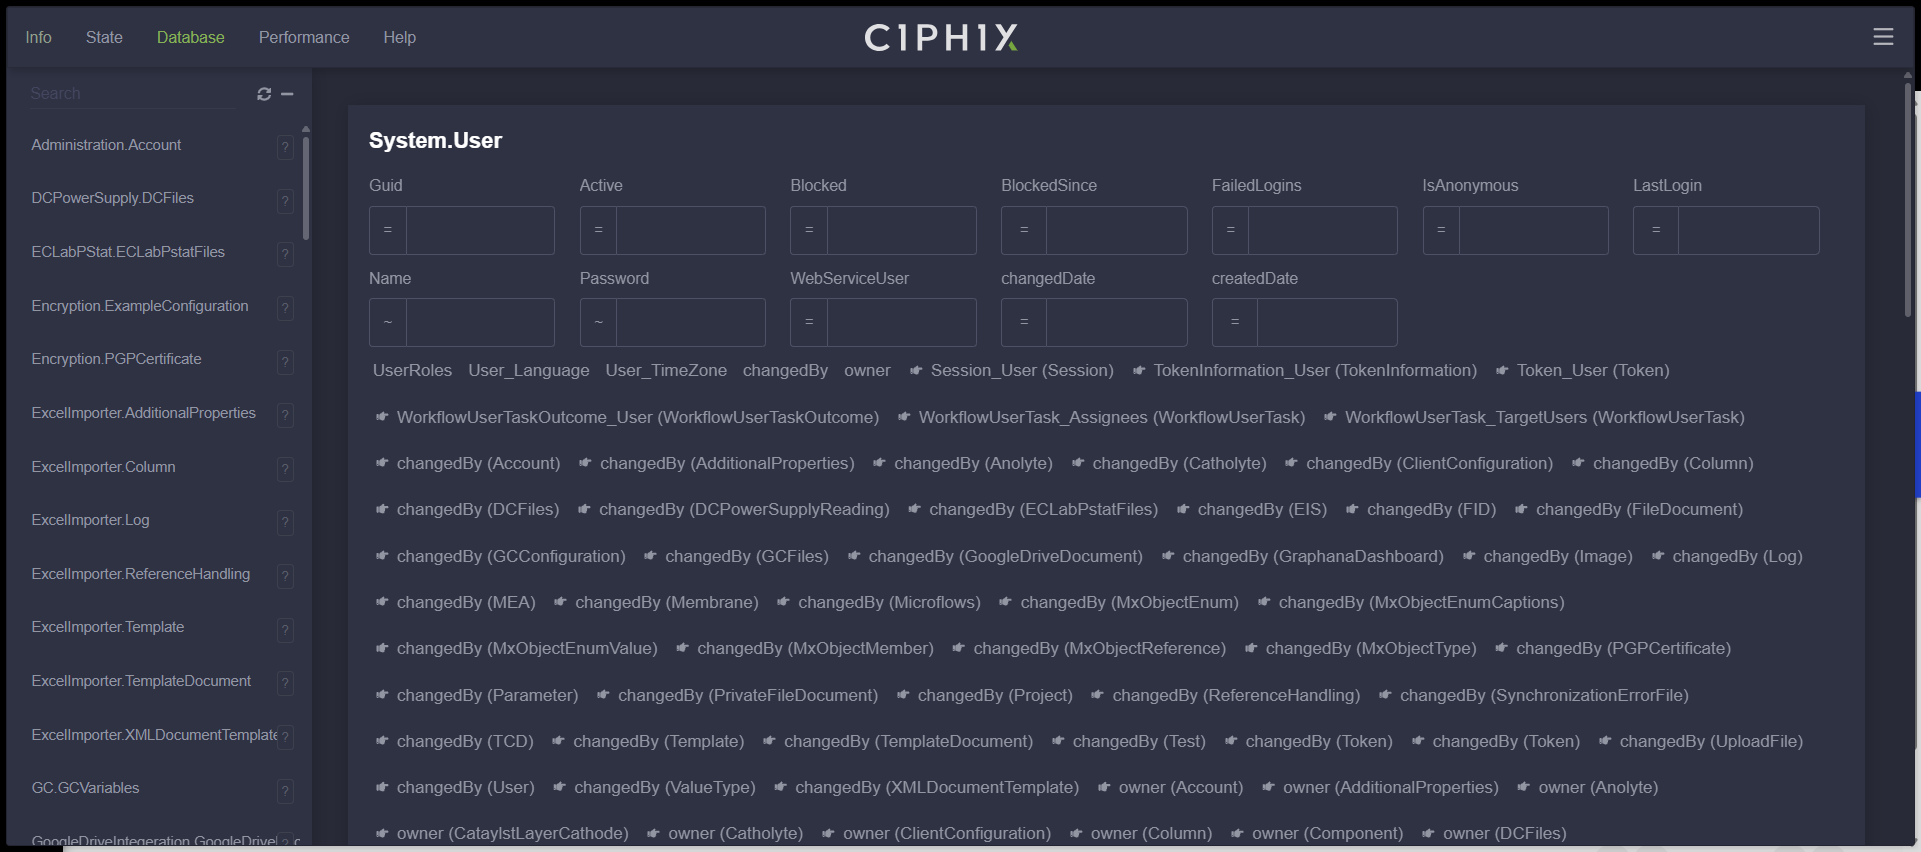 Info State Database Performance Help C1PH1X
Search
Administration.Account ?
DCPowerSupply.DCFiles ?
ECLabPStat.ECLabPstatFiles ?
Encryption.ExampleConfiguration ?
Encryption.PGPCertificate ?
ExcelImporter.AdditionalProperties ?
ExcelImporter.Column ?
ExcelImporter.Log ?
ExcelImporter.ReferenceHandling ?
ExcelImporter.Template ?
ExcelImporter.TemplateDocument ?
ExcelImporter.XMLDocumentTemplate ?
GC.GCVariables ?
System.User
Guid Active Blocked BlockedSince FailedLogins IsAnonymous LastLogin
= = = = = = =
Name Password WebServiceUser changedDate createdDate
~ ~ = = =
UserRoles User_Language User_TimeZone changedBy owner Session_User (Session) TokenInformation_User (TokenInformation) Token_User (Token)
WorkflowUserTaskOutcome_User (WorkflowUserTaskOutcome) WorkflowUserTask_Assignees (WorkflowUserTask) WorkflowUserTask_TargetUsers (WorkflowUserTask)
changedBy (Account) changedBy (AdditionalProperties) changedBy (Anolyte) changedBy (Catholyte) changedBy (ClientConfiguration) changedBy (Column)
changedBy (DCFiles) changedBy (DCPowerSupplyReading) changedBy (ECLabPstatFiles) changedBy (EIS) changedBy (FID) changedBy (FileDocument)
changedBy (GCConfiguration) changedBy (GCFiles) changedBy (GoogleDriveDocument) changedBy (GraphanaDashboard) changedBy (Image) changedBy (Log)
changedBy (MEA) changedBy (Membrane) changedBy (Microflows) changedBy (MxObjectEnum) changedBy (MxObjectEnumCaptions)
changedBy (MxObjectEnumValue) changedBy (MxObjectMember) changedBy (MxObjectReference) changedBy (MxObjectType) changedBy (PGPCertificate)
changedBy (Parameter) changedBy (PrivateFileDocument) changedBy (Project) changedBy (ReferenceHandling) changedBy (SynchronizationErrorFile)
changedBy (TCD) changedBy (Template) changedBy (TemplateDocument) changedBy (Test) changedBy (Token) changedBy (Token) changedBy (UploadFile)
changedBy (User) changedBy (ValueType) changedBy (XMLDocumentTemplate) owner (Account) owner (AdditionalProperties) owner (Anolyte)
owner (CataylstLayerCathode) owner (Catholyte) owner (ClientConfiguration) owner (Column) owner (Component) owner (DCFiles)